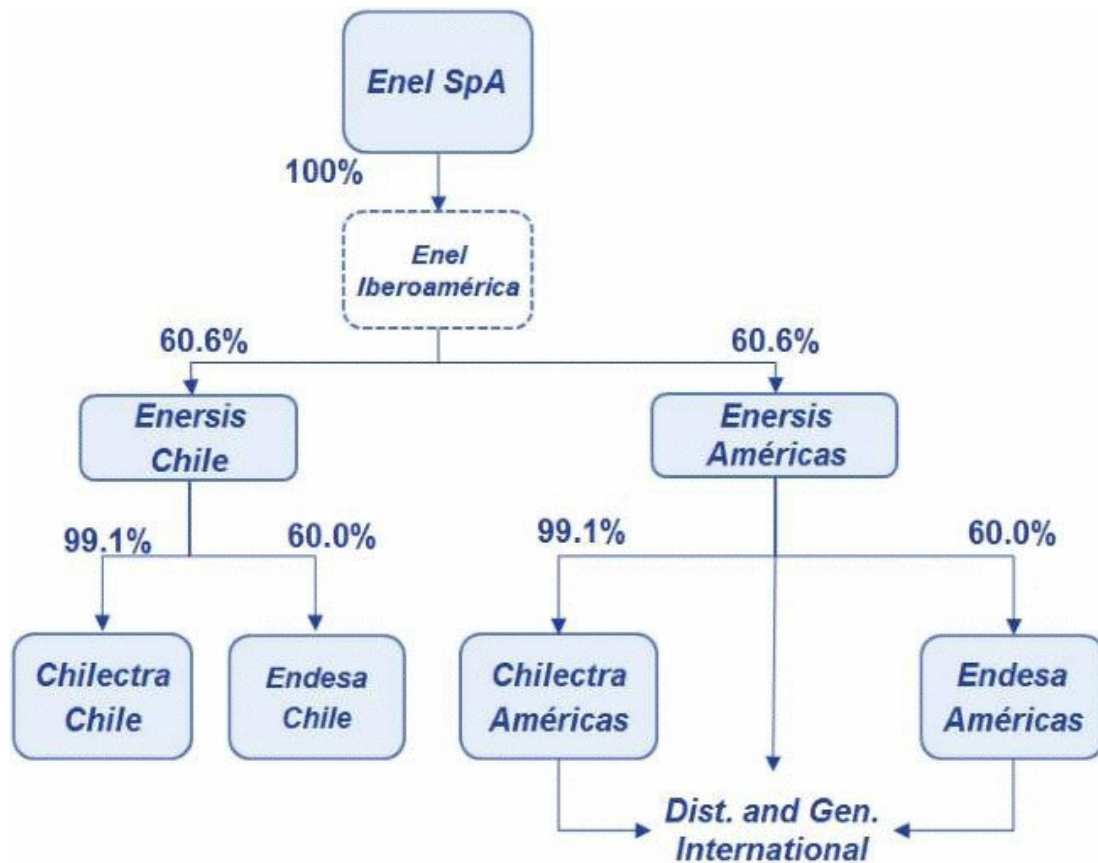 Enel SpA
100%
Enel
Iberoamérica
60.6%
60.6%
Enersis
Chile
Enersis
Américas
99.1%
60.0%
99.1%
60.0%
Chilectra
Chile
Endesa
Chile
Chilectra
Américas
Endesa
Américas
Dist. and Gen.
International